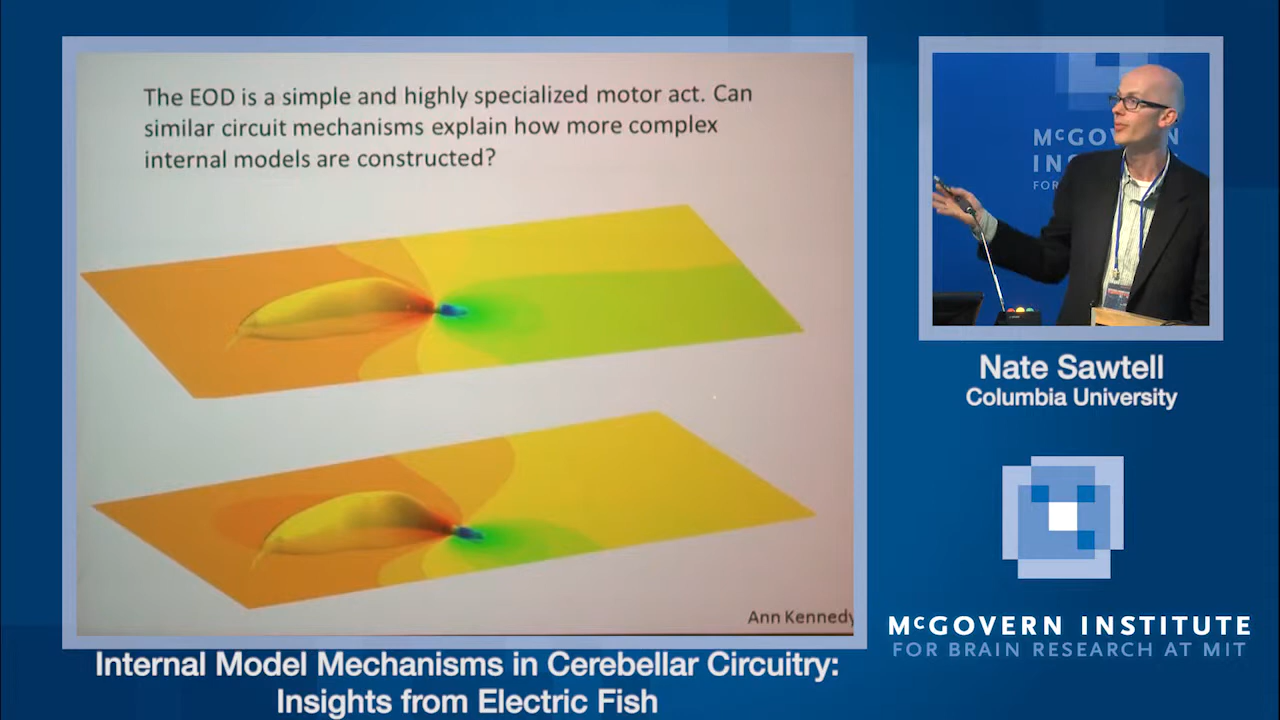 The EOD is a simple and highly specialized motor act. Can
similar circuit mechanisms explain how more complex
internal models are constructed?
Ann Kennedy
Internal Model Mechanisms in Cerebellar Circuitry:
Insights from Electric Fish
McGOVERN
INS
FOR
Nate Sawtell
Columbia University
McGOVERN INSTITUTE
FOR BRAIN RESEARCH AT MIT